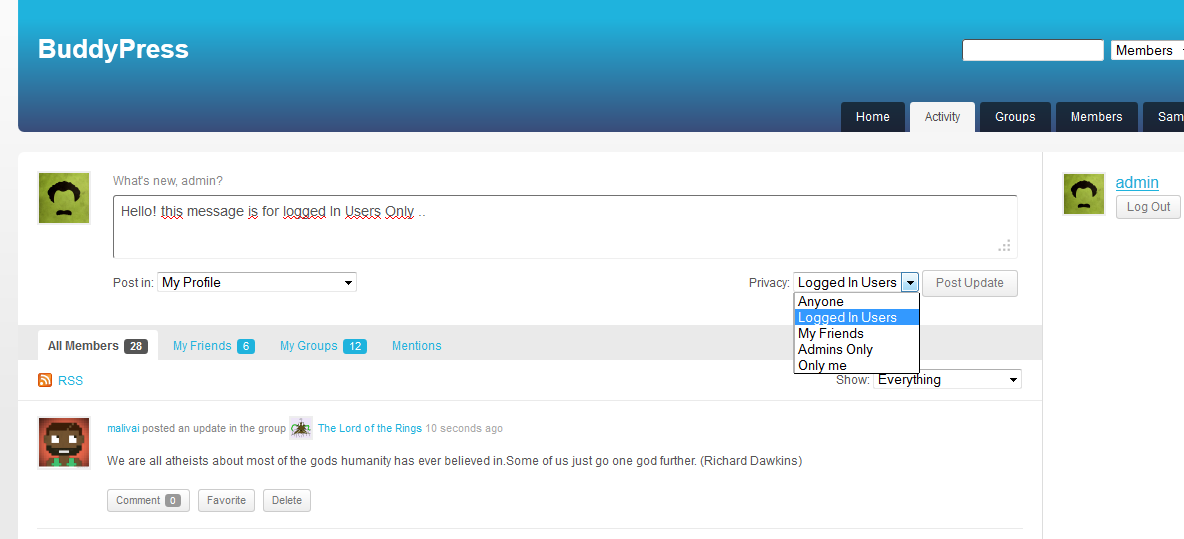 BuddyPress
Members
Home
Activity
Groups
Members
Sam
What's new, admin?
Hello! this message is for logged In Users Only ..
Post in: My Profile
Privacy: Logged In Users
Post Update
Anyone
Logged In Users
My Friends
Admins Only
Only me
admin
Log Out
All Members 28
My Friends 6
My Groups 12
Mentions
RSS
Show: Everything
malivai posted an update in the group The Lord of the Rings 10 seconds ago
We are all atheists about most of the gods humanity has ever believed in.Some of us just go one god further. (Richard Dawkins)
Comment 0
Favorite
Delete